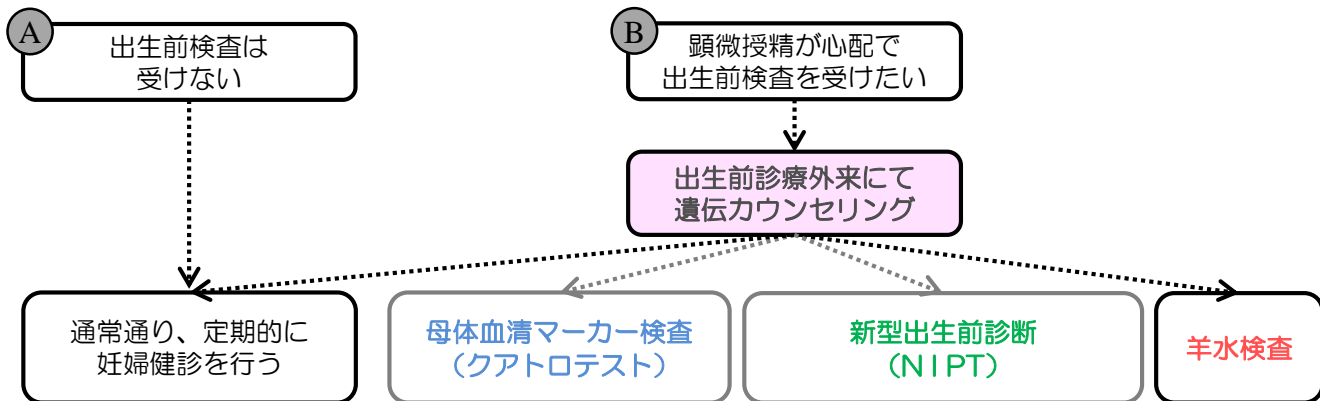 A
出生前検査は
受けない
B
顕微授精が心配で
出生前検査を受けたい
出生前診療外来にて
遺伝カウンセリング
通常通り、定期的に
妊婦健診を行う
母体血清マーカー検査
（クアトロテスト）
新型出生前診断
（NIPT）
羊水検査